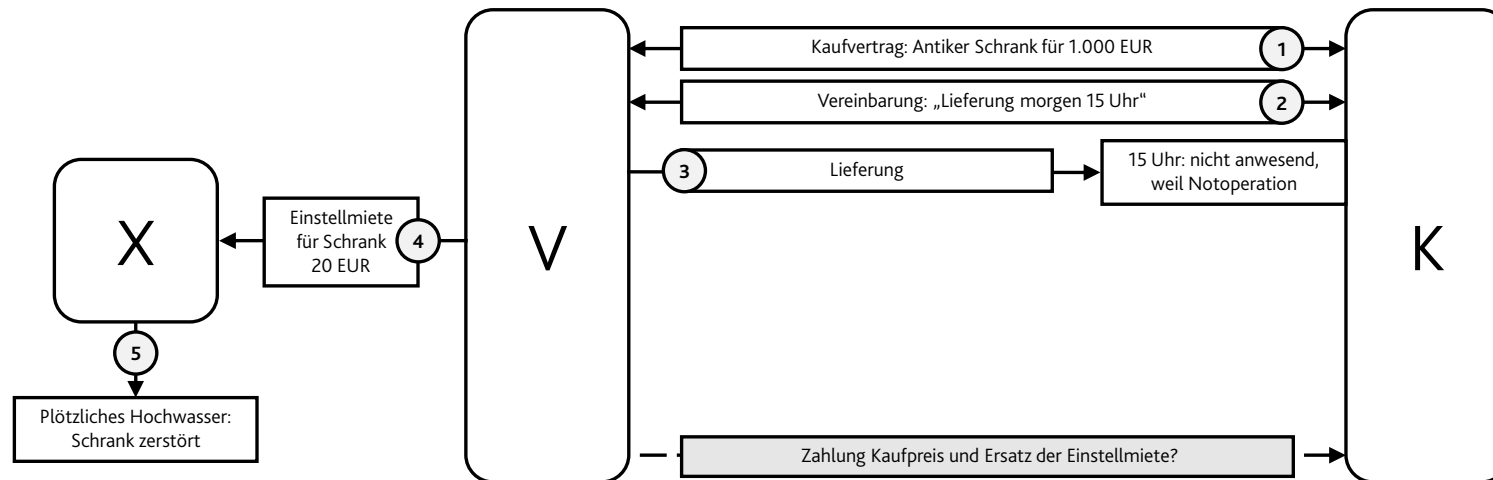 Kaufvertrag: Antiker Schrank für 1.000 EUR
1
Vereinbarung: „Lieferung morgen 15 Uhr“
2
3
Lieferung
15 Uhr: nicht anwesend,
weil Notoperation
X
Einstellmiete
für Schrank
20 EUR
4
V
K
5
Plötzliches Hochwasser:
Schrank zerstört
Zahlung Kaufpreis und Ersatz der Einstellmiete?